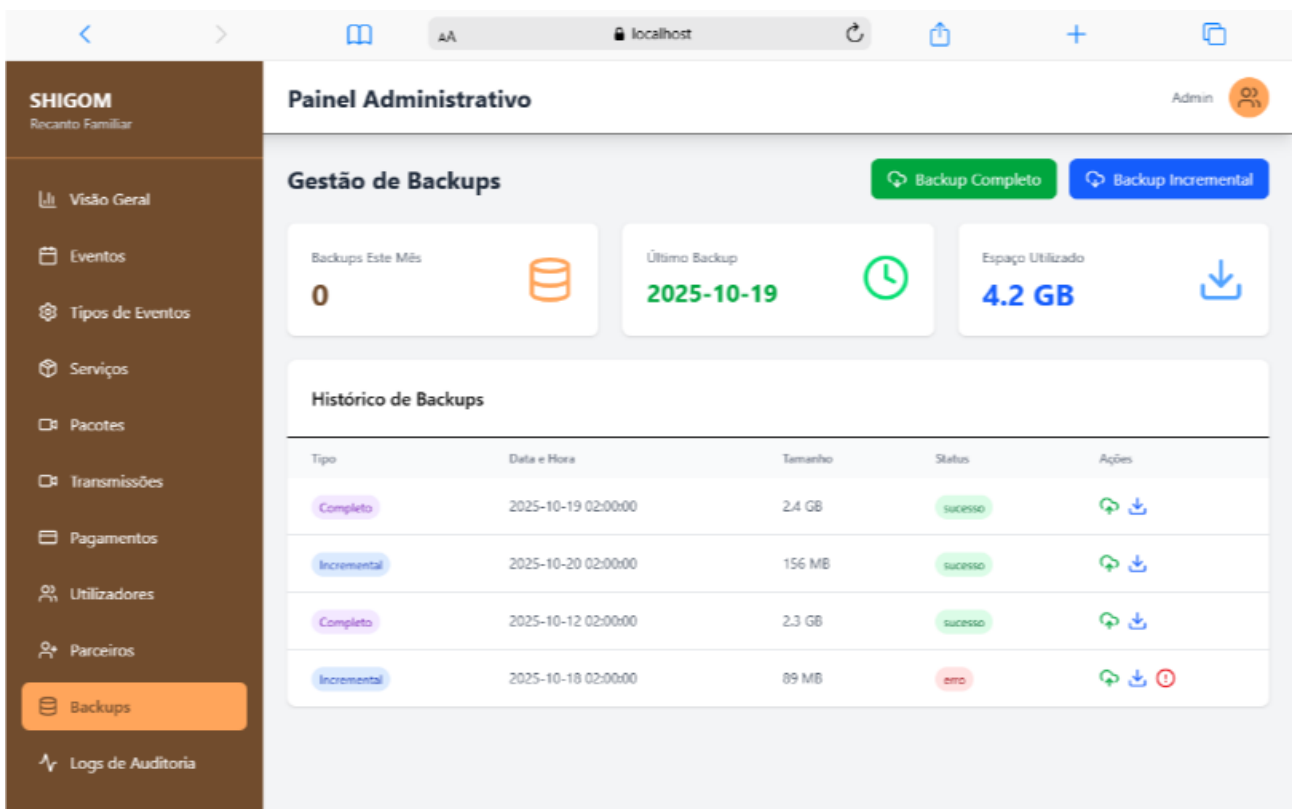 AA localhost
SHIGOM
Recanto Familiar
Painel Administrativo
Admin
Visão Geral
Eventos
Tipos de Eventos
Serviços
Pacotes
Transmissões
Pagamentos
Utilizadores
Parceiros
Backups
Logs de Auditoria
Gestão de Backups
Backup Completo
Backup Incremental
Backups Este Mês
0
Último Backup
2025-10-19
Espaço Utilizado
4.2 GB
Histórico de Backups
Tipo Data e Hora Tamanho Status Ações
Completo 2025-10-19 02:00:00 2.4 GB sucesso
Incremental 2025-10-20 02:00:00 156 MB sucesso
Completo 2025-10-12 02:00:00 2.3 GB sucesso
Incremental 2025-10-18 02:00:00 89 MB erro